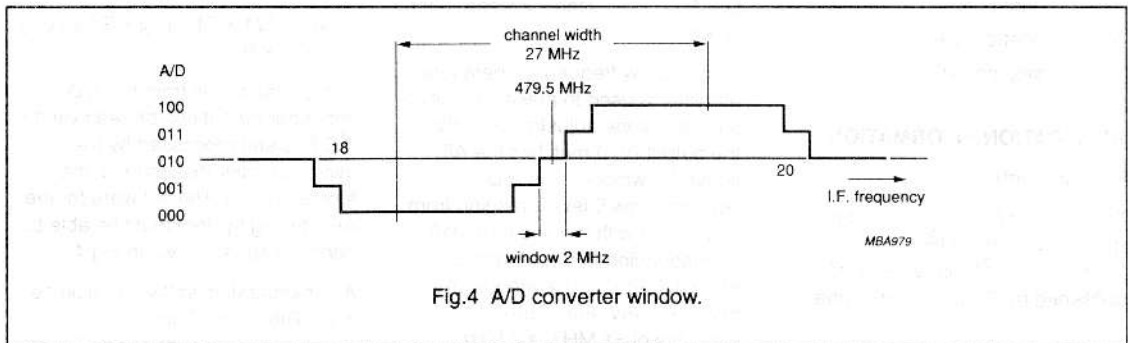 channel width
27 MHz
A/D
479.5 MHz
100
011
18
010
20
001
I.F. frequency
000
MBA979
window 2 MHz
Fig.4 A/D converter window.